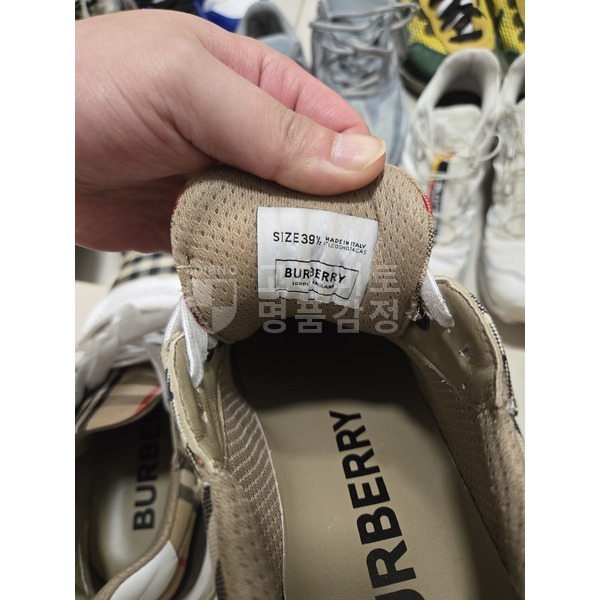 SIZE 39½
MADE IN ITALY
BURBERRY
LONDON ENGLAND
명품감정
BURBERRY
BURBERRY